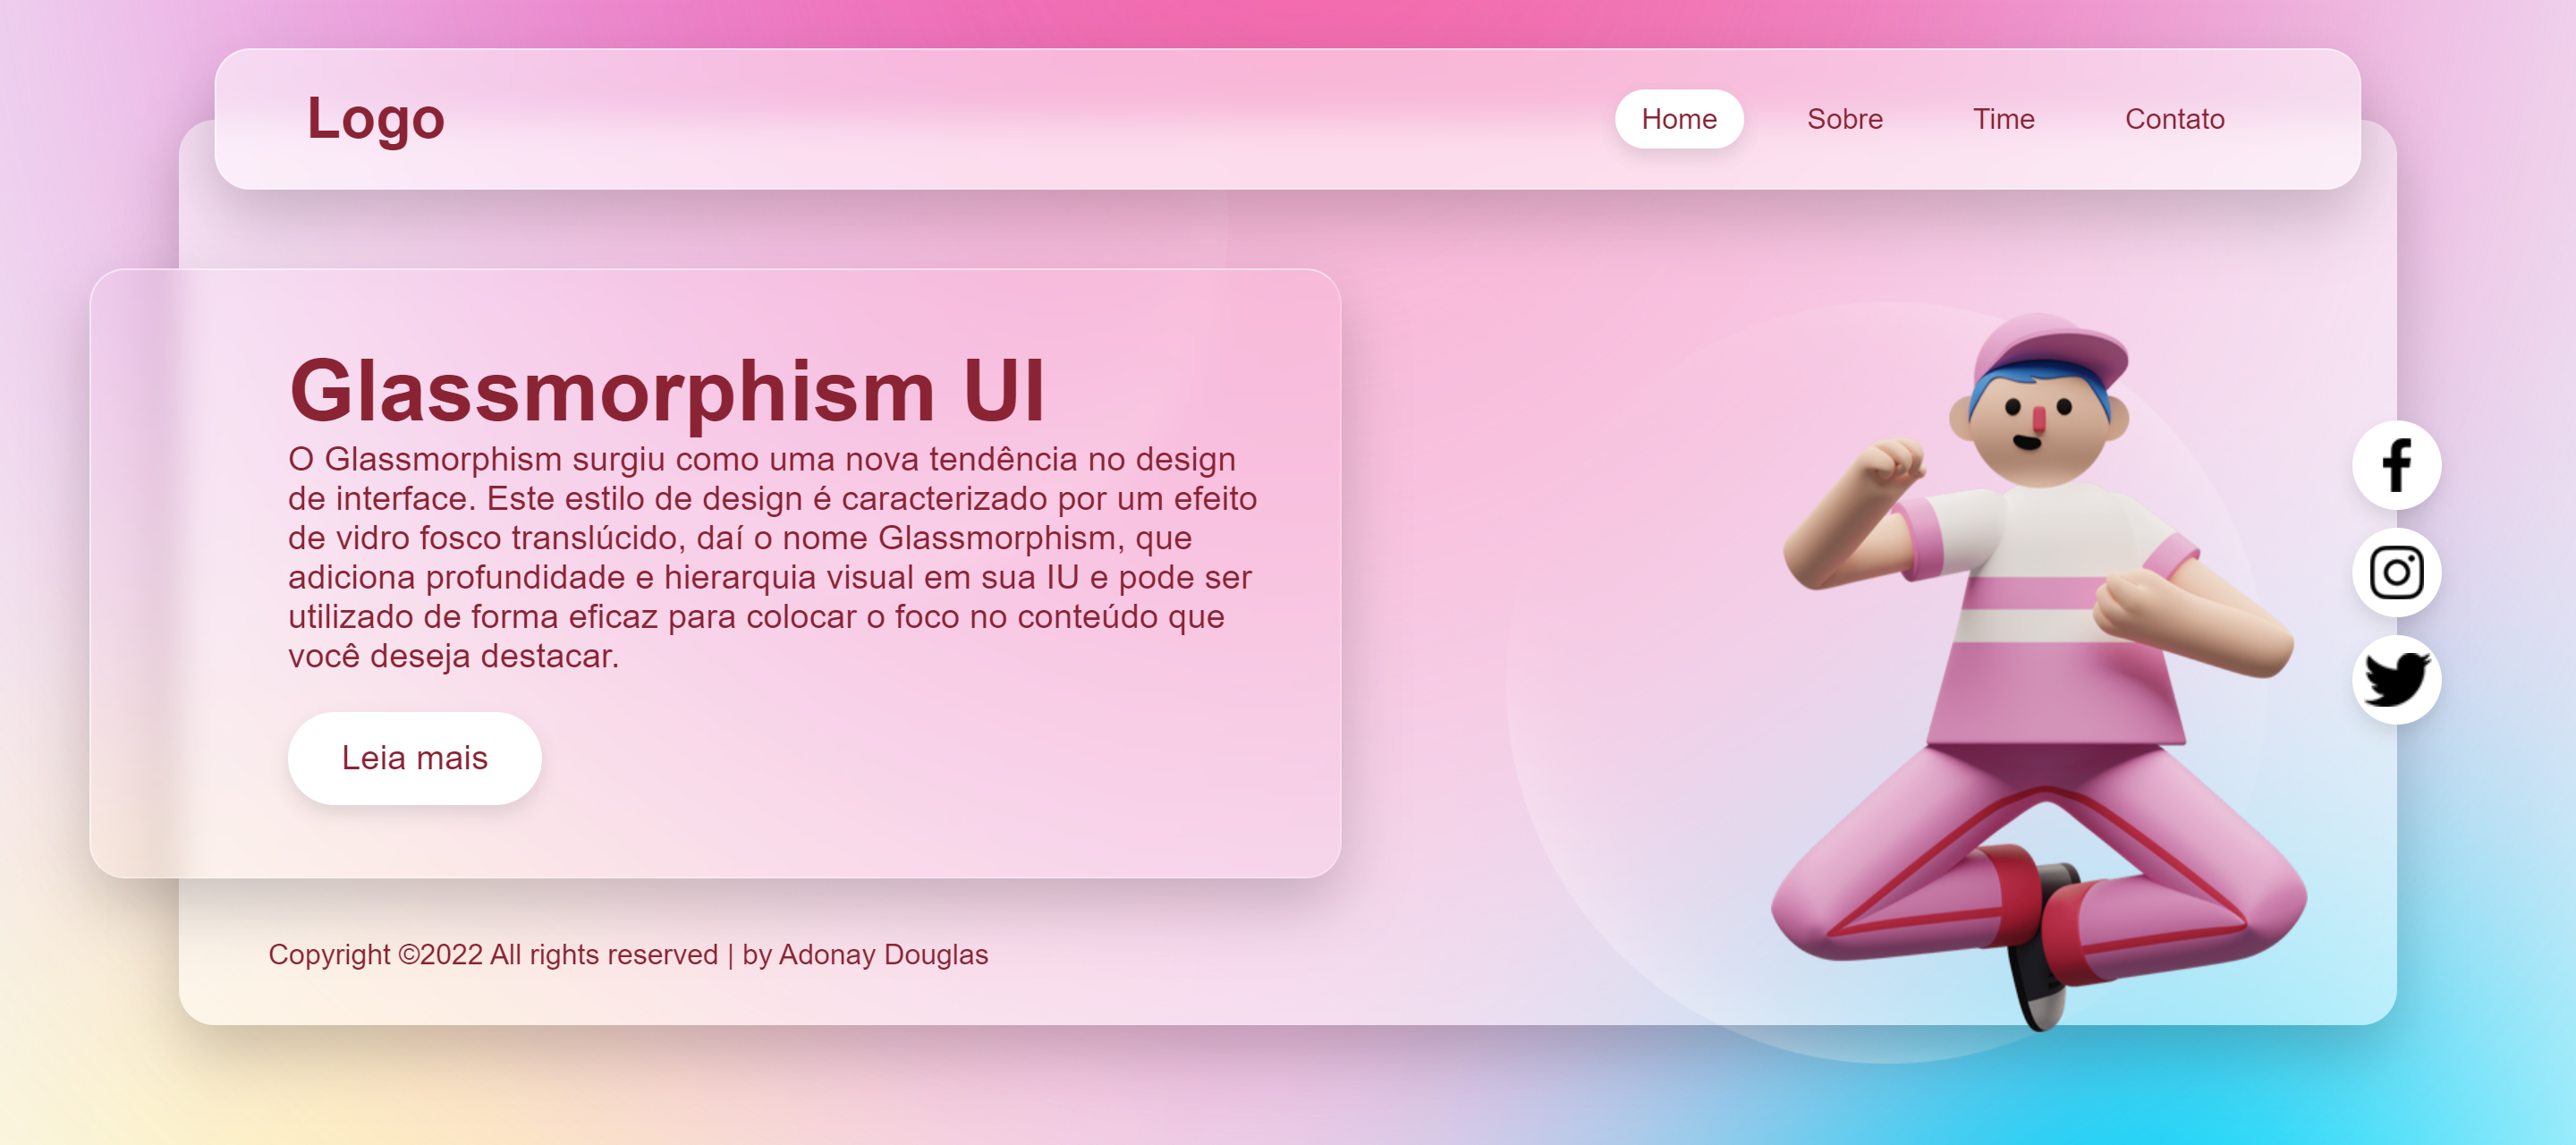 Logo
Home
Sobre
Time
Contato
Glassmorphism UI
O Glassmorphism surgiu como uma nova tendência no design
de interface. Este estilo de design é caracterizado por um efeito
de vidro fosco translúcido, daí o nome Glassmorphism, que
adiciona profundidade e hierarquia visual em sua IU e pode ser
utilizado de forma eficaz para colocar o foco no conteúdo que
você deseja destacar.
Leia mais
Copyright ©2022 All rights reserved | by Adonay Douglas